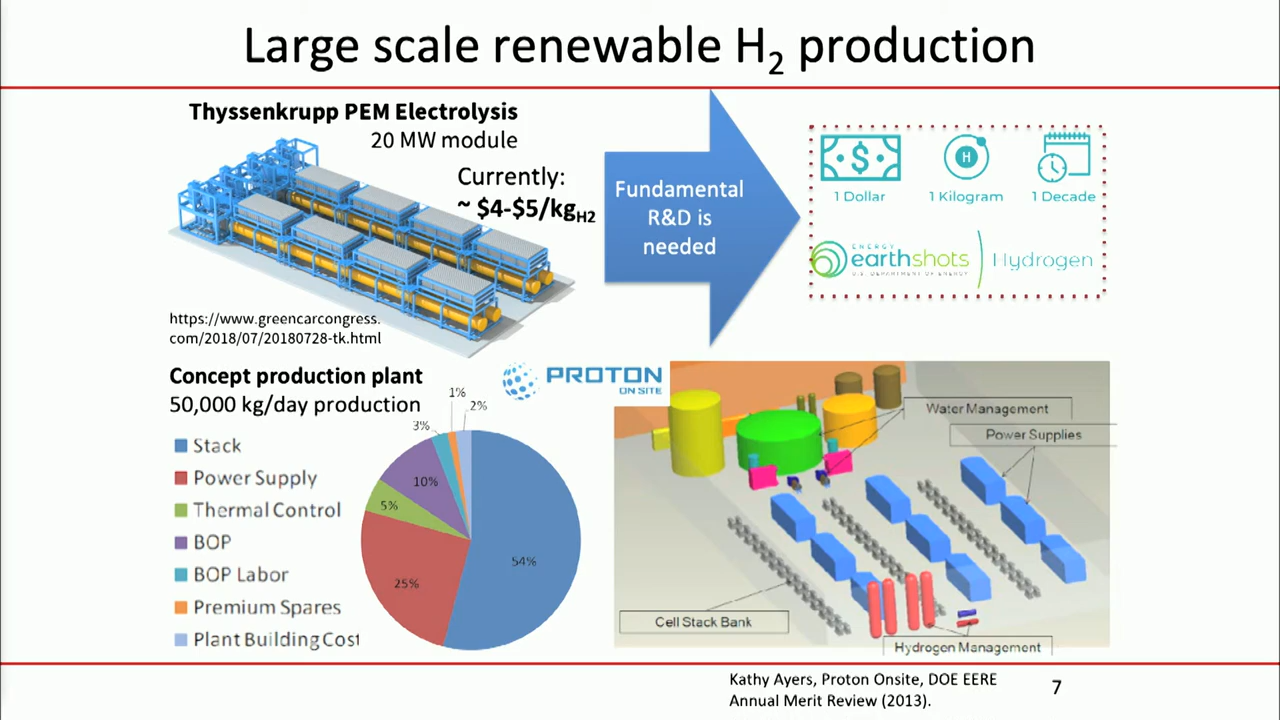 Large scale renewable H₂ production
Thyssenkrupp PEM Electrolysis
20 MW module
Currently:
~ $4-$5/kgH2
https://www.greencarcongress.
com/2018/07/20180728-tk.html
Fundamental
R&D is
needed
$
H
1 Dollar
1 Kilogram
1 Decade
ENERGY
earthshots
U.S. DEPARTMENT OF ENERGY
Hydrogen
Concept production plant
50,000 kg/day production
PROTON
ON SITE
Stack
Power Supply
Thermal Control
BOP
BOP Labor
Premium Spares
Plant Building Cost
1%
2%
3%
10%
5%
25%
54%
Water Management
Power Supplies
Cell Stack Bank
Hydrogen Management
Kathy Ayers, Proton Onsite, DOE EERE
Annual Merit Review (2013).
7